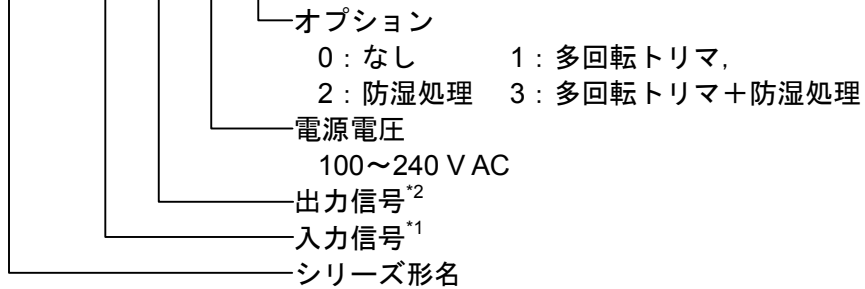 オプション
0：なし 1：多回転トリマ,
2：防湿処理 3：多回転トリマ＋防湿処理
電源電圧
100～240 V AC
出力信号*2
入力信号*1
シリーズ形名